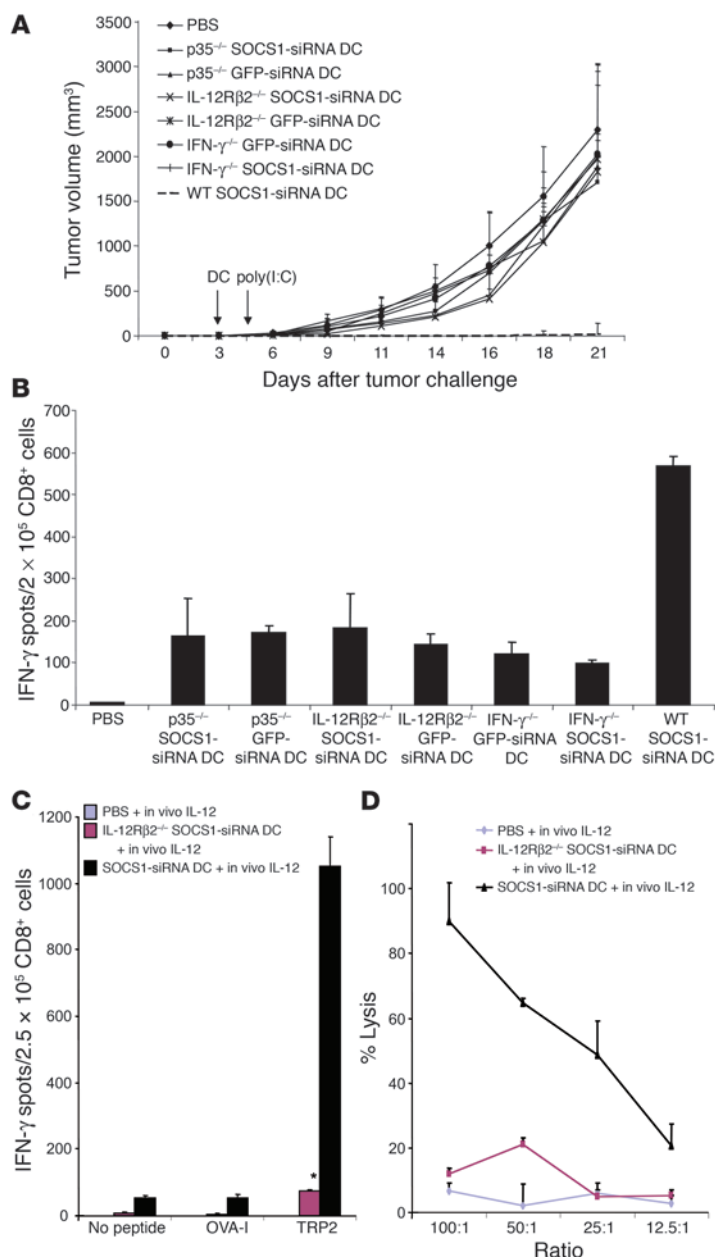 A
Tumor volume (mm³)
3500
3000
2500
2000
1500
1000
500
0
PBS
p35⁻/⁻ SOCS1-siRNA DC
p35⁻/⁻ GFP-siRNA DC
IL-12Rβ2⁻/⁻ SOCS1-siRNA DC
IL-12Rβ2⁻/⁻ GFP-siRNA DC
IFN-γ⁻/⁻ GFP-siRNA DC
IFN-γ⁻/⁻ SOCS1-siRNA DC
WT SOCS1-siRNA DC
DC poly(I:C)
0 3 6 9 11 14 16 18 21
Days after tumor challenge
B
IFN-γ spots/2 × 10⁵ CD8⁺ cells
700
600
500
400
300
200
100
0
PBS
p35⁻/⁻
SOCS1-
siRNA DC
p35⁻/⁻
GFP-
siRNA DC
IL-12Rβ2⁻/⁻
SOCS1-
siRNA DC
IL-12Rβ2⁻/⁻
GFP-siRNA
DC
IFN-γ⁻/⁻
GFP-siRNA
DC
IFN-γ⁻/⁻
SOCS1-
siRNA DC
WT
SOCS1-
siRNA DC
C
IFN-γ spots/2.5 × 10⁵ CD8⁺ cells
1200
1000
800
600
400
200
0
PBS + in vivo IL-12
IL-12Rβ2⁻/⁻ SOCS1-siRNA DC
+ in vivo IL-12
SOCS1-siRNA DC + in vivo IL-12
*
No peptide OVA-I TRP2
D
% Lysis
100
80
60
40
20
0
PBS + in vivo IL-12
IL-12Rβ2⁻/⁻ SOCS1-siRNA DC
+ in vivo IL-12
SOCS1-siRNA DC + in vivo IL-12
100:1 50:1 25:1 12.5:1
Ratio